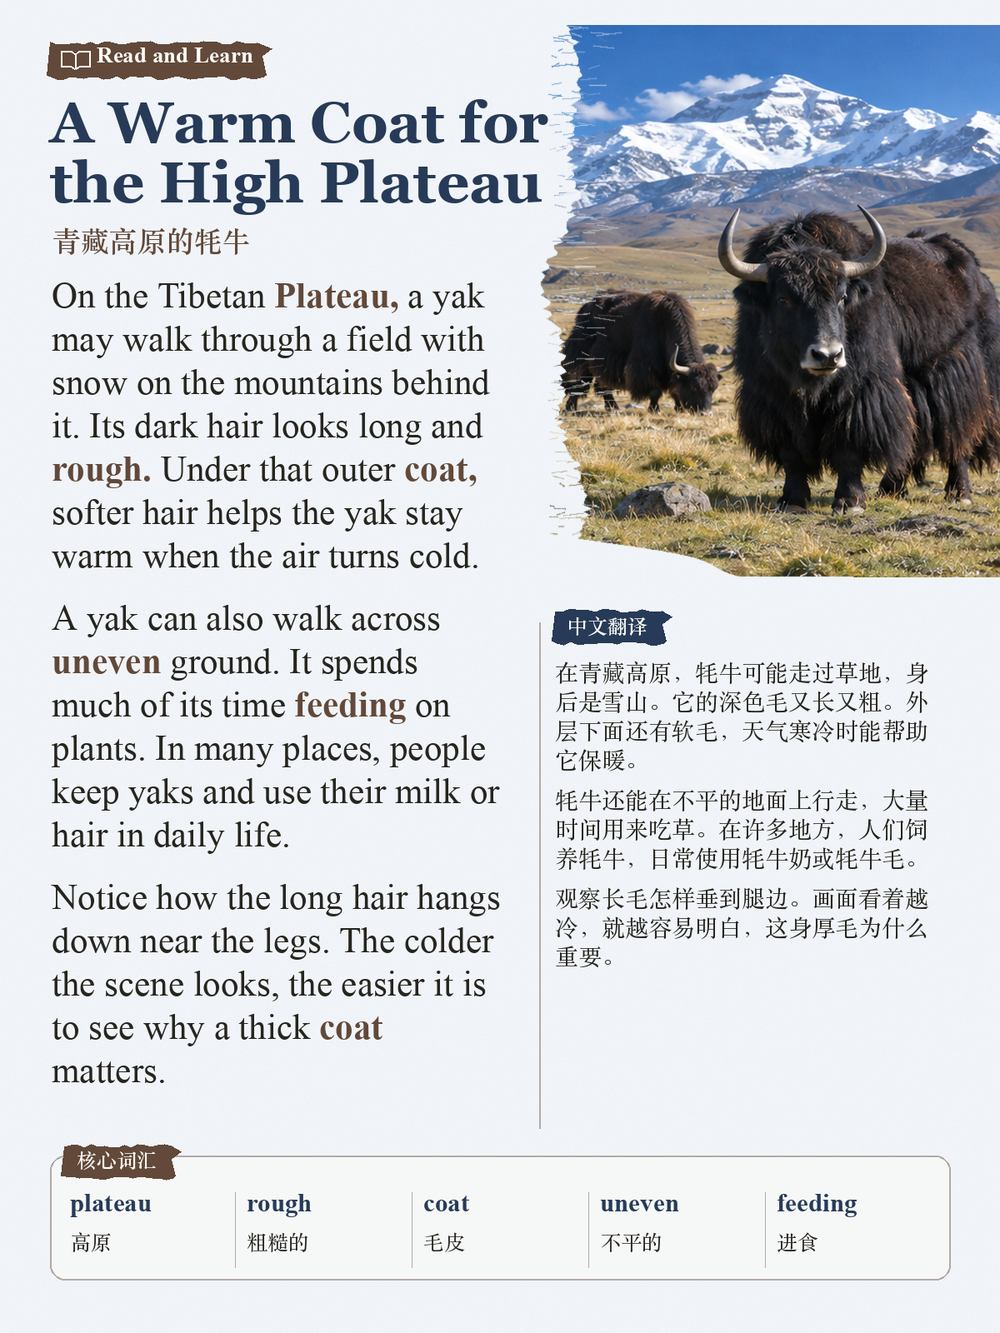 Read and Learn
A Warm Coat for
the High Plateau
青藏高原的牦牛
On the Tibetan Plateau, a yak
may walk through a field with
snow on the mountains behind
it. Its dark hair looks long and
rough. Under that outer coat,
softer hair helps the yak stay
warm when the air turns cold.
A yak can also walk across
uneven ground. It spends
much of its time feeding on
plants. In many places, people
keep yaks and use their milk or
hair in daily life.
Notice how the long hair hangs
down near the legs. The colder
the scene looks, the easier it is
to see why a thick coat
matters.
中文翻译
在青藏高原，牦牛可能走过草地，身
后是雪山。它的深色毛又长又粗。外
层下面还有软毛，天气寒冷时能帮助
它保暖。
牦牛还能在不平的地面上行走，大量
时间用来吃草。在许多地方，人们饲
养牦牛，日常使用牦牛奶或牦牛毛。
观察长毛怎样垂到腿边。画面看着越
冷，就越容易明白，这身厚毛为什么
重要。
核心词汇
plateau
高原
rough
粗糙的
coat
毛皮
uneven
不平的
feeding
进食